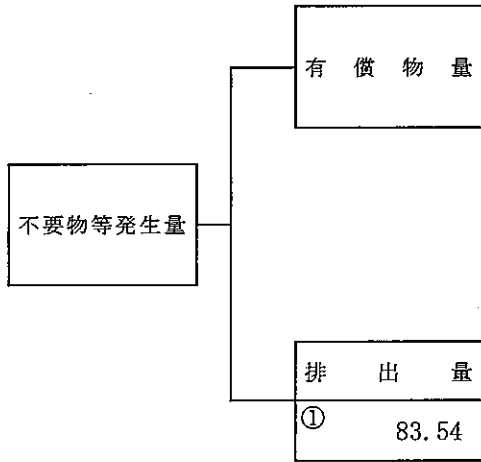 有償物量
不要物等発生量
排出量
①
83.54